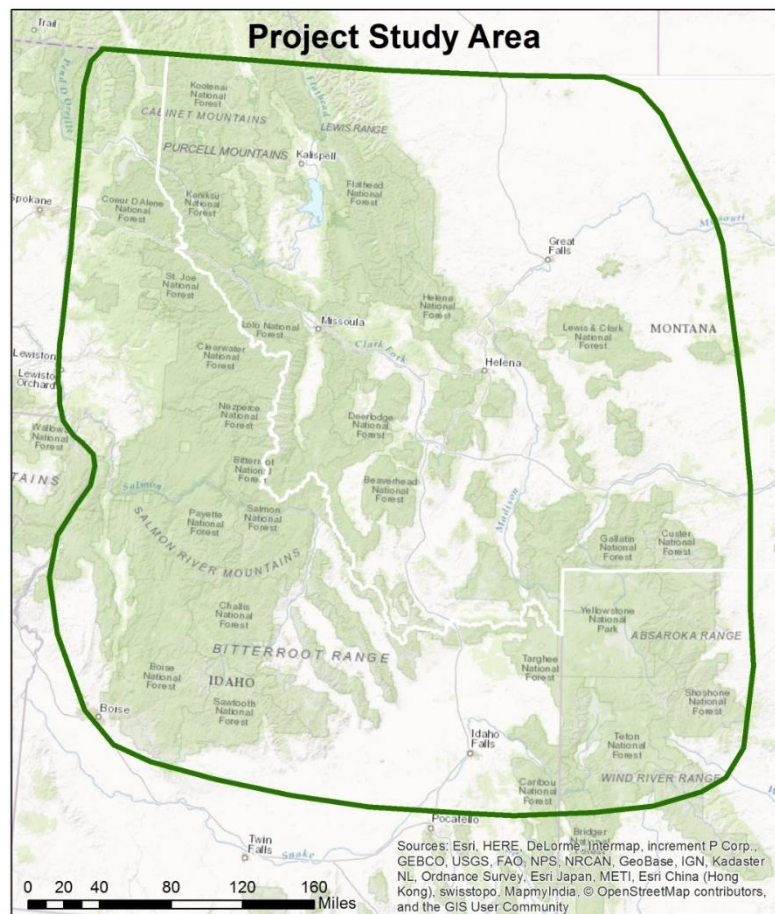 Project Study Area
Trail
Pend O Oreille
Kootenai
National
Forest
Flathead
CABINET MOUNTAINS
LEWIS RANGE
PURCELL MOUNTAINS
Kalispell
Flathead
National
Forest
Coeur D'Alene
National
Forest
Kaniksu
National
Forest
Spokane
Missouri
Great
Falls
St. Joe
National
Forest
Helena
National
Forest
Lewis & Clark
National
Forest
MONTANA
Lolo National
Forest
Missoula
Clark Fork
Helena
Clearwater
National
Forest
Lewiston
Lewiston
Orchard
Nezperce
National
Forest
Deerlodge
National
Forest
Wallowa
National
Forest
TAINS
Bitterroot
National
Forest
Beaverhead
National
Forest
Salmon
Payette
National
Forest
Salmon
National
Forest
SALMON RIVER MOUNTAINS
Madison
Gallatin
National
Forest
Custer
National
Forest
Challis
National
Forest
Yellowstone
National
Park
ABSAROKA RANGE
BITTERROOT RANGE
Targhee
National
Forest
Boise
National
Forest
IDAHO
Sawtooth
National
Forest
Shoshone
National
Forest
Boise
Idaho
Falls
Teton
National
Forest
WIND RIVER RANGE
Caribou
National
Forest
Pocatello
Bridger
National
Forest
Twin
Falls
Snake
Sources: Esri, HERE, DeLorme, Intermap, increment P Corp.,
GEBCO, USGS, FAO, NPS, NRCAN, GeoBase, IGN, Kadaster
NL, Ordnance Survey, Esri Japan, METI, Esri China (Hong
Kong), swisstopo, MapmyIndia, © OpenStreetMap contributors,
and the GIS User Community
0 20 40 80 120 160
Miles